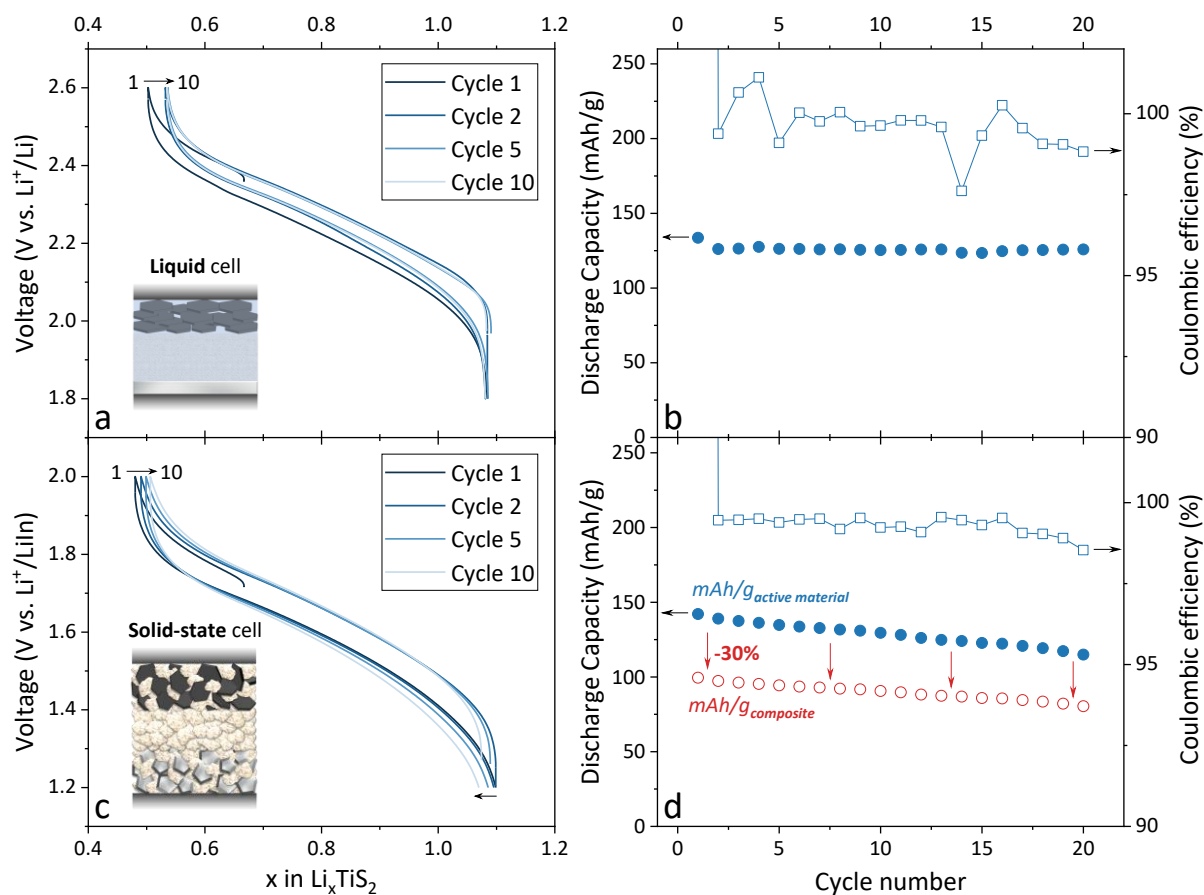 0.4 0.6 0.8 1.0 1.2
0 5 10 15 20
2.6
2.4
2.2
2.0
1.8
Voltage (V vs. Li⁺/Li)
1 10
Cycle 1
Cycle 2
Cycle 5
Cycle 10
Liquid cell
a
250
200
150
100
50
0
Discharge Capacity (mAh/g)
100
95
90
Coulombic efficiency (%)
b
2.0
1.8
1.6
1.4
1.2
Voltage (V vs. Li⁺/LiIn)
1 10
Cycle 1
Cycle 2
Cycle 5
Cycle 10
Solid-state cell
c
0.4 0.6 0.8 1.0 1.2
x in LiₓTiS₂
250
200
150
100
50
0
Discharge Capacity (mAh/g)
mAh/g active material
-30%
mAh/g composite
100
95
90
Coulombic efficiency (%)
d
0 5 10 15 20
Cycle number